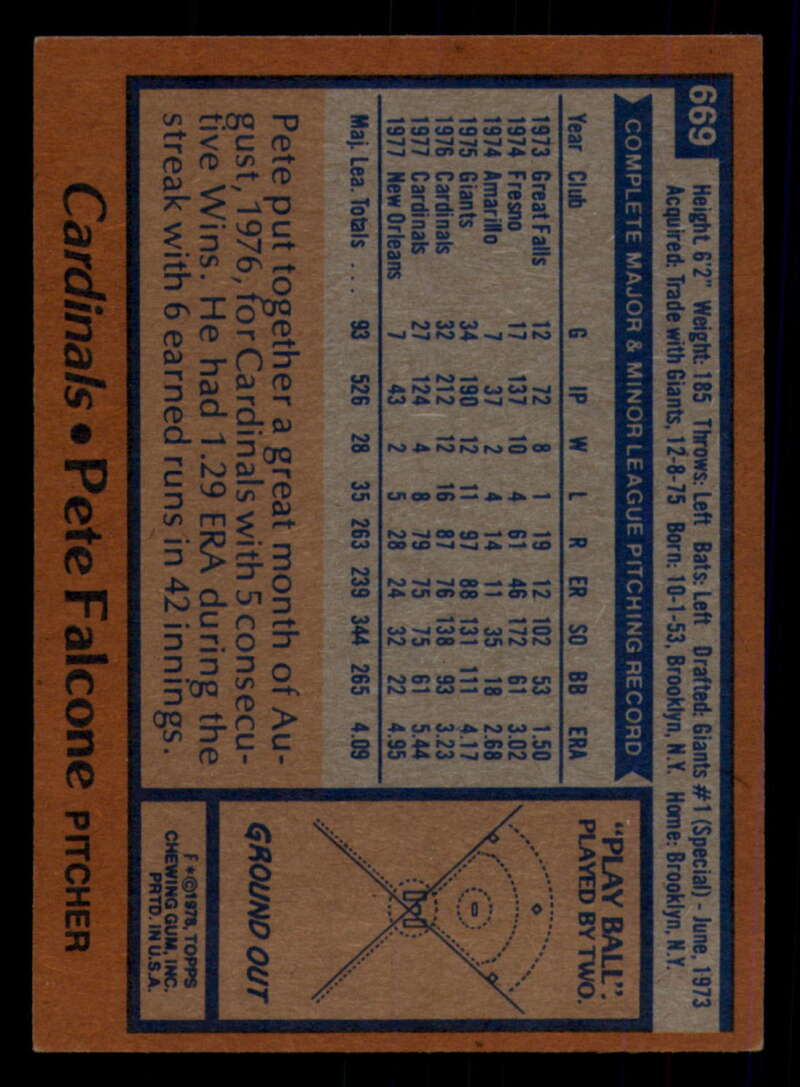 669
Height, 6'2" Weight: 185 Throws: Left Bats: Left Drafted: Giants #1 (Special) - June, 1973
Acquired: Trade with Giants, 12-8-75 Born: 10-1-53, Brooklyn, N.Y. Home: Brooklyn, N.Y.
COMPLETE MAJOR & MINOR LEAGUE PITCHING RECORD
Year Club G IP W L R ER SO BB ERA
1973 Great Falls 12 72 8 1 19 12 102 53 1.50
1974 Fresno 17 137 10 4 61 46 172 61 3.02
1974 Amarillo 7 37 2 4 14 11 35 18 2.68
1975 Giants 34 190 12 11 97 88 131 111 4.17
1976 Cardinals 32 212 12 16 87 76 138 93 3.23
1977 Cardinals 27 124 4 8 79 75 75 61 5.44
1977 New Orleans 7 43 2 5 28 24 32 22 4.95
Maj. Lea. Totals .... 93 526 28 35 263 239 344 265 4.09
Pete put together a great month of Au-
gust, 1976, for Cardinals with 5 consecu-
tive Wins. He had 1.29 ERA during the
streak with 6 earned runs in 42 innings.
"PLAY BALL":
PLAYED BY TWO.
GROUND OUT
F*©1978, TOPPS
CHEWING GUM, INC.
PRTD. IN U.S.A.
Cardinals • Pete Falcone PITCHER